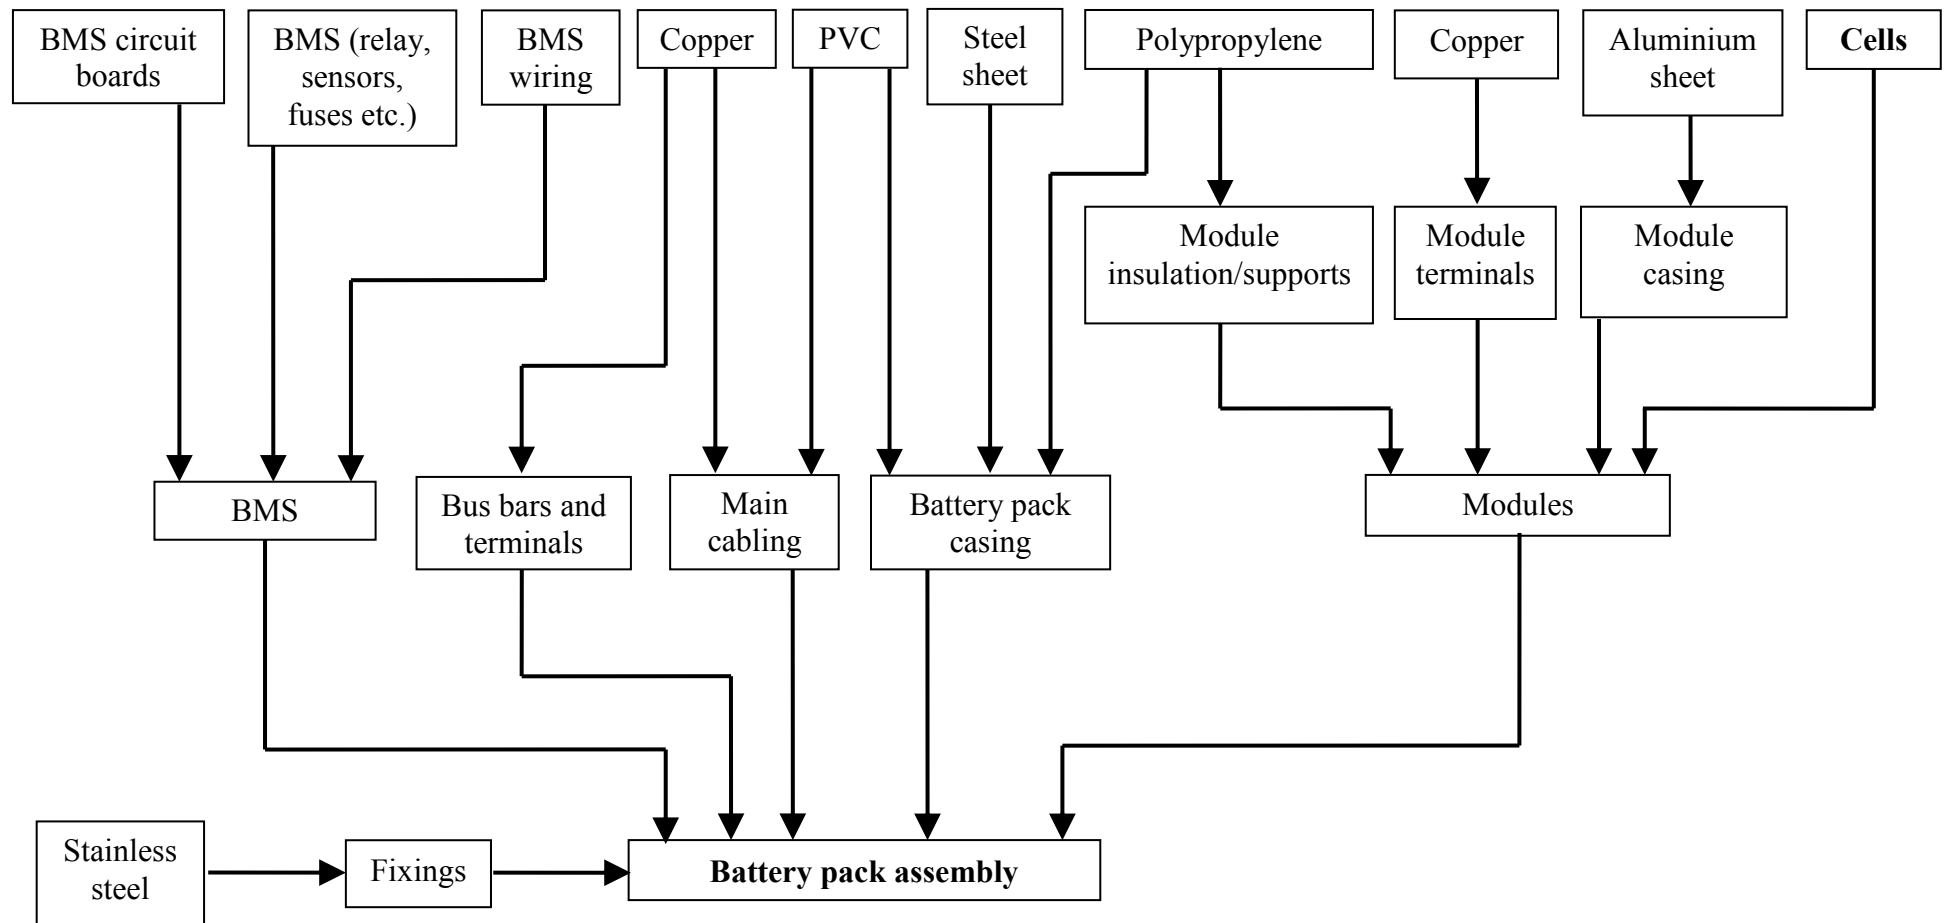 BMS circuit
boards
BMS (relay,
sensors,
fuses etc.)
BMS
wiring
Copper
PVC
Steel
sheet
Polypropylene
Copper
Aluminium
sheet
Cells
Module
insulation/supports
Module
terminals
Module
casing
BMS
Bus bars and
terminals
Main
cabling
Battery pack
casing
Modules
Stainless
steel
Fixings
Battery pack assembly